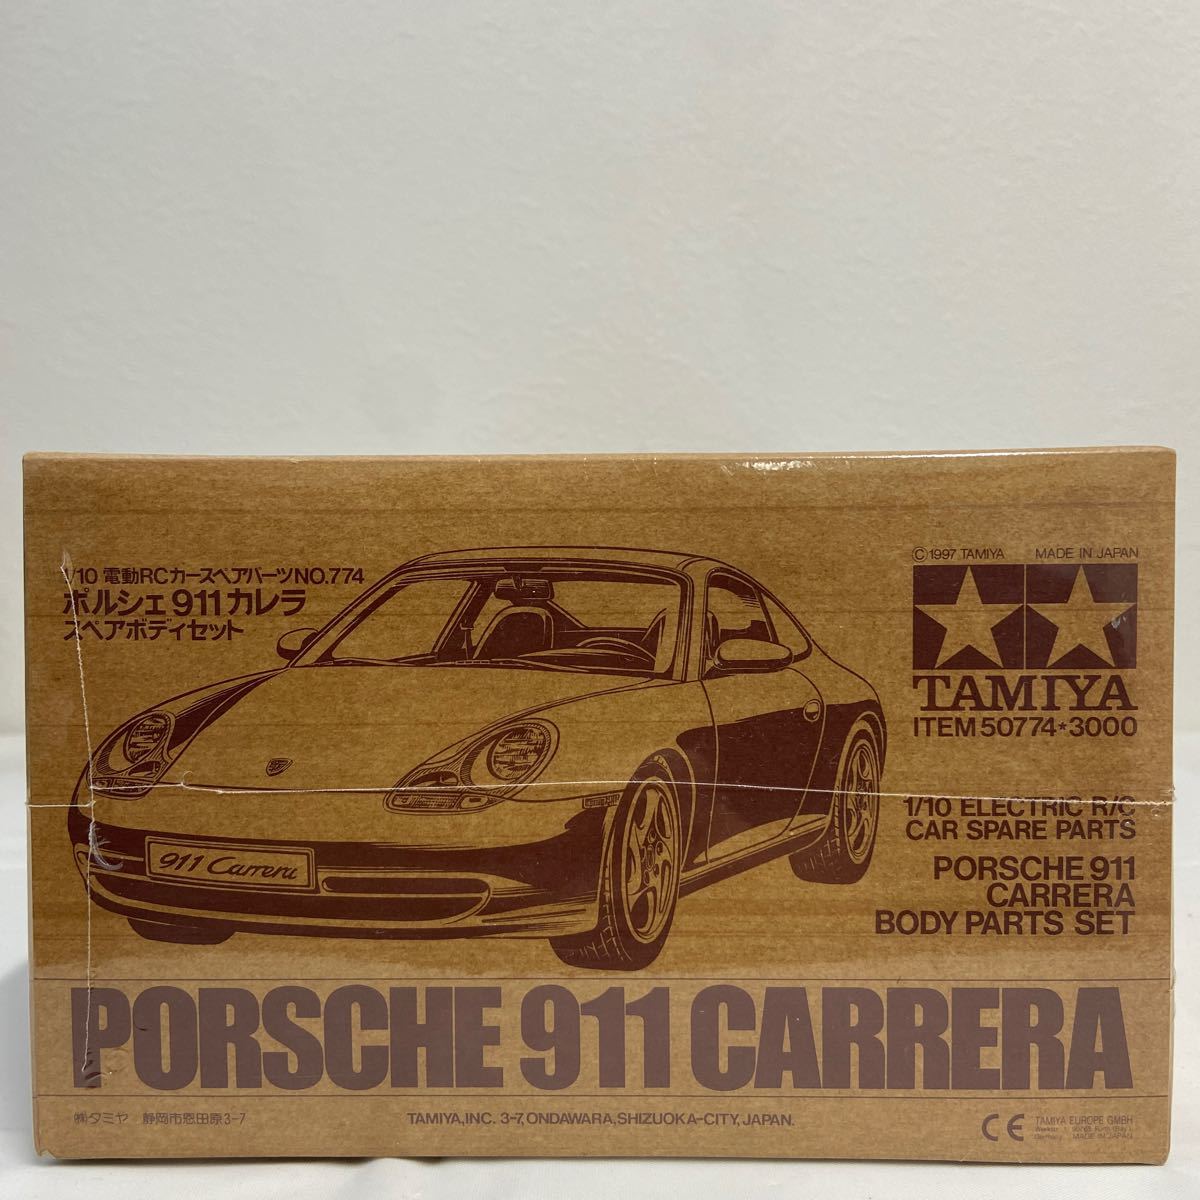 1/10 電動RCカースペアパーツNO.774
ポルシェ911カレラ
スペアボディセット
© 1997 TAMIYA MADE IN JAPAN
TAMIYA
ITEM 50774★3000
1/10 ELECTRIC R/C
CAR SPARE PARTS
PORSCHE 911
CARRERA
BODY PARTS SET
911 Carrera
PORSCHE 911 CARRERA
㈱タミヤ 静岡市恩田原3-7
TAMIYA,INC. 3-7, ONDAWARA, SHIZUOKA-CITY, JAPAN.
CE
TAMIYA EUROPE GMBH
Germany MADE IN JAPAN